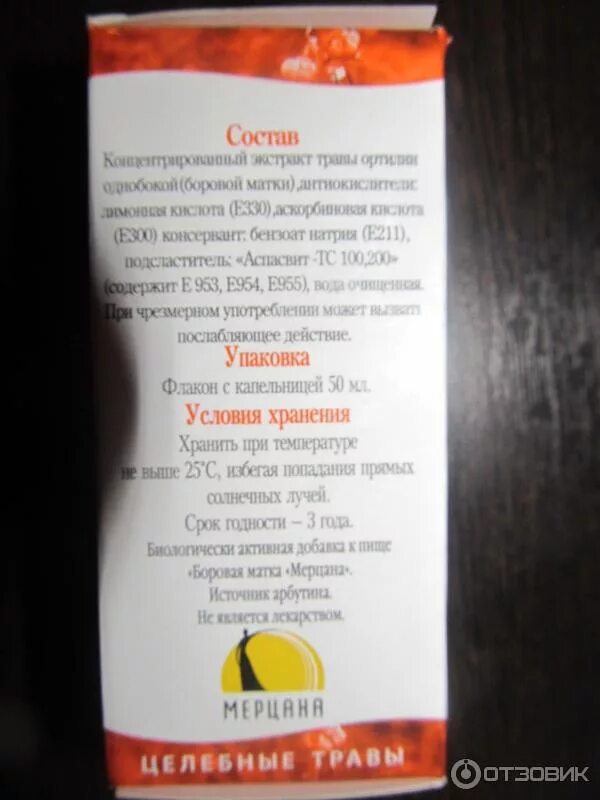 Состав
Концентрированный экстракт травы ортилии
однобокой (боровой матки), антиокислители:
лимонная кислота (Е330), аскорбиновая кислота
(Е300) консервант: бензоат натрия (Е211),
подсластитель: «Аспасвит -ТС 100,200»
(содержит Е 953, Е954, Е955), вода очищенная.
При чрезмерном употреблении может вызвать
послабляющее действие.
Упаковка
Флакон с капельницей 50 мл.
Условия хранения
Хранить при температуре
не выше 25°С, избегая попадания прямых
солнечных лучей.
Срок годности – 3 года.
Биологически активная добавка к пище
«Боровая матка «Мерцана».
Источник арбутина.
Не является лекарством.
МЕРЦАНА
ЦЕЛЕБНЫЕ ТРАВЫ
ОТЗОВИК